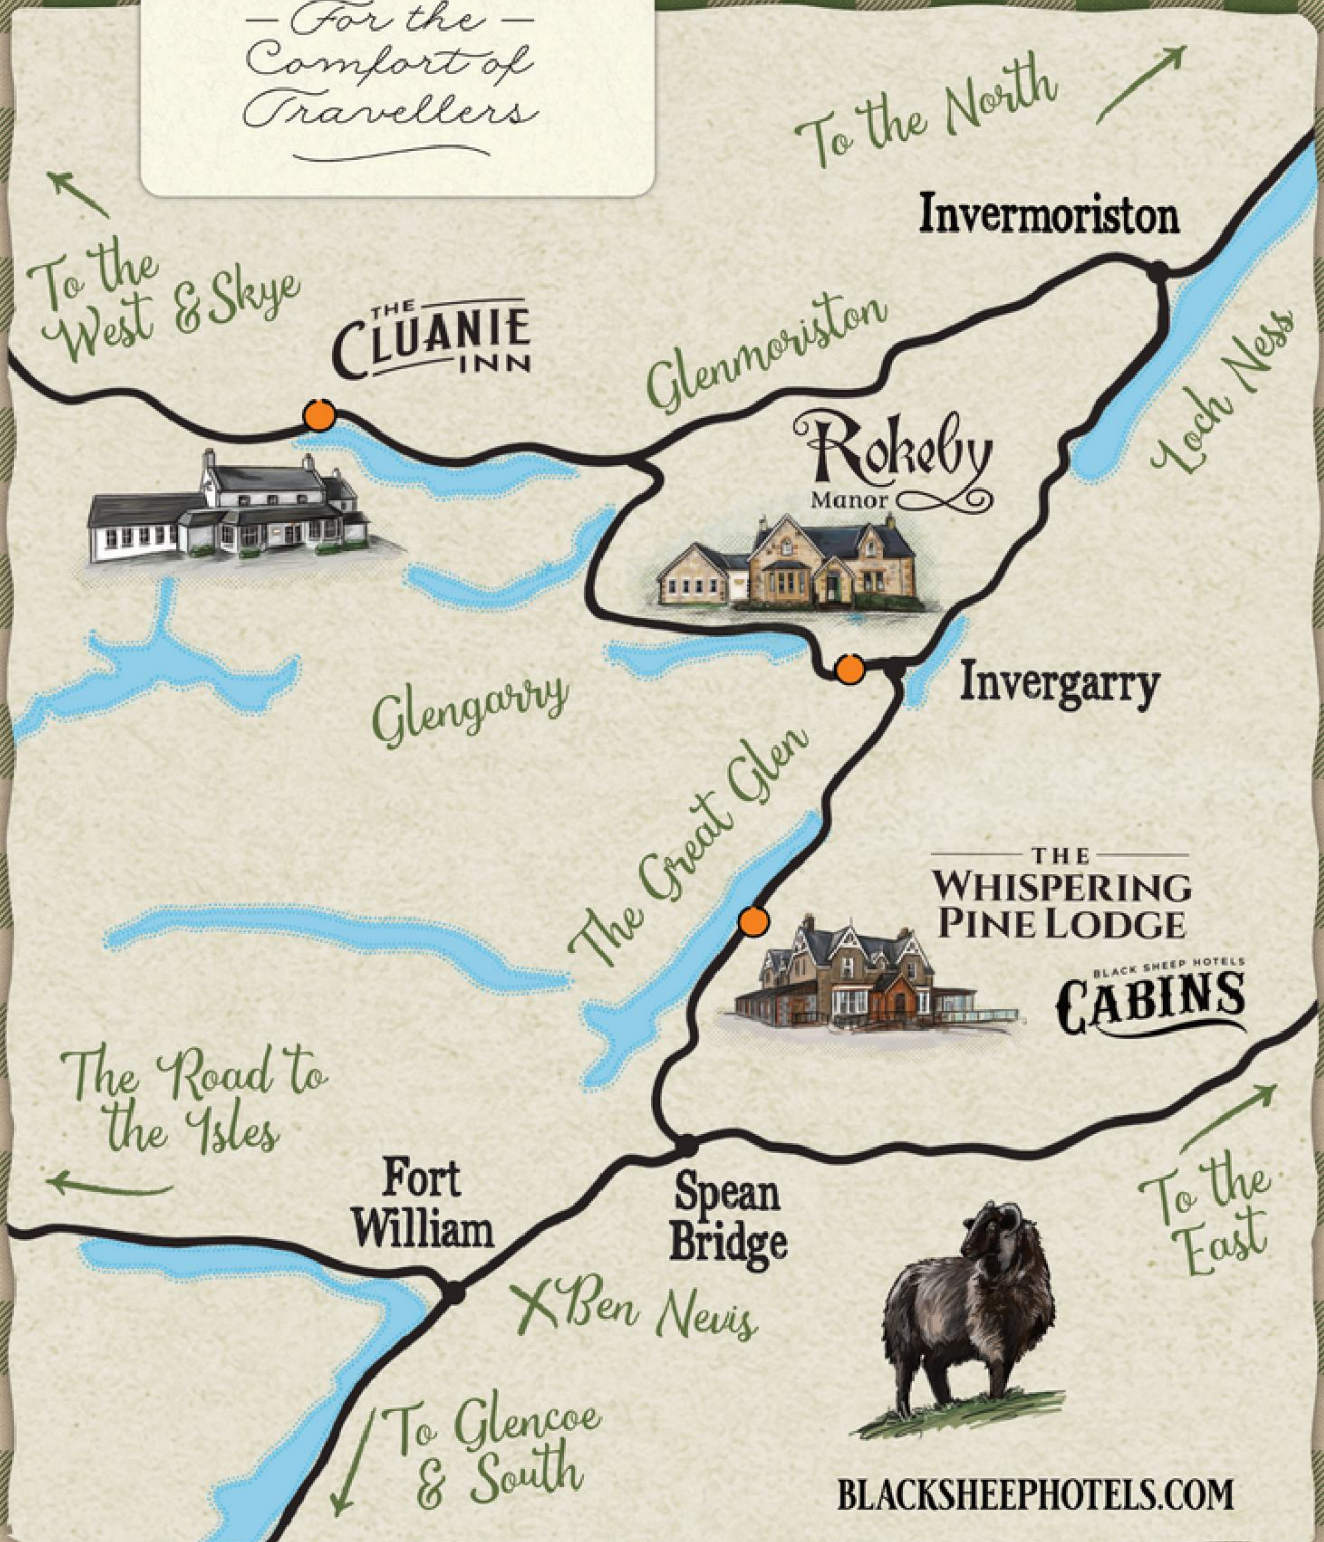 For the
Comfort of
Travellers
To the North
Invermoriston
To the
West & Skye
THE
CLUANIE
INN
Glenmoriston
Loch Ness
Rokeby
Manor
Glengarry
Invergarry
The Great Glen
THE
WHISPERING
PINE LODGE
BLACK SHEEP HOTELS
CABINS
The Road to
the Isles
Fort
William
Spean
Bridge
To the
East
X Ben Nevis
To Glencoe
& South
BLACKSHEEPHOTELS.COM